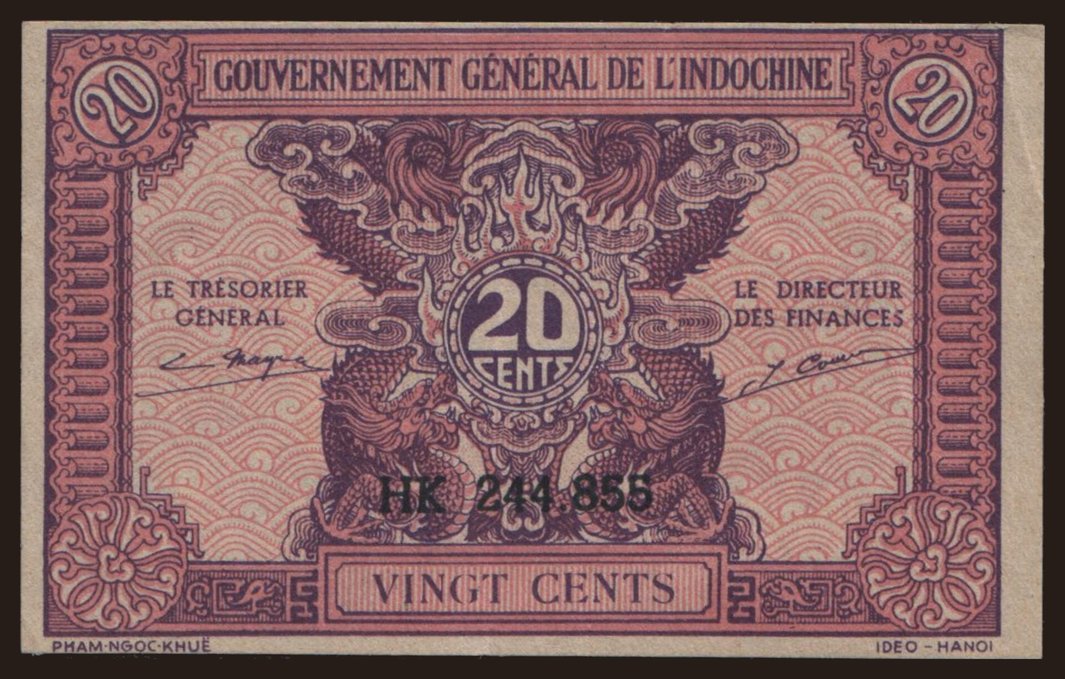 GOUVERNEMENT GÉNÉRAL DE L'INDOCHINE
20
20
LE TRÉSORIER
GÉNÉRAL
LE DIRECTEUR
DES FINANCES
20
CENTS
HK 244.855
VINGT CENTS
PHAM-NGOC-KHUË
IDEO - HANOI